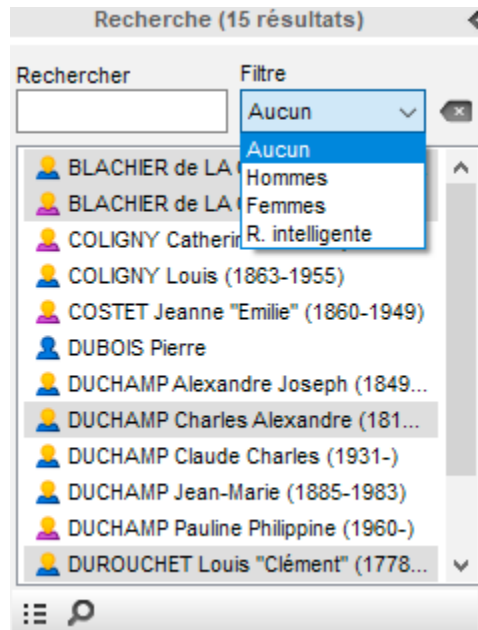 Recherche (15 résultats)
Rechercher
Filtre
Aucun
Aucun
Hommes
Femmes
R. intelligente
BLACHIER de LA
BLACHIER de LA
COLIGNY
COLIGNY Louis (1863-1955)
COSTET Jeanne "Emilie" (1860-1949)
DUBOIS Pierre
DUCHAMP Alexandre Joseph (1849...
DUCHAMP Charles Alexandre (181...
DUCHAMP Claude Charles (1931-)
DUCHAMP Jean-Marie (1885-1983)
DUCHAMP Pauline Philippine (1960-)
DUROUCHET Louis "Clément" (1778...